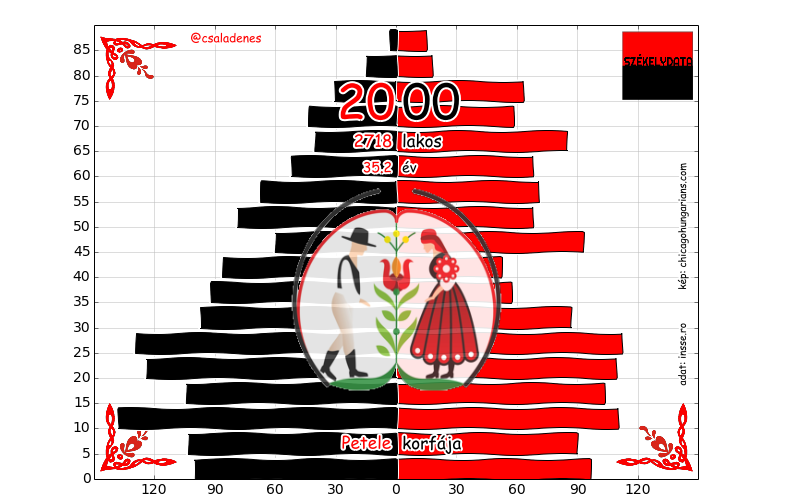 @csaladenes
SZÉKELYDATA
2000
2718 lakos
35.2 év
kép: chicagohungarians.com
adat: insse.ro
Petele korfája
85
80
75
70
65
60
55
50
45
40
35
30
25
20
15
10
5
0
120 90 60 30 0 30 60 90 120